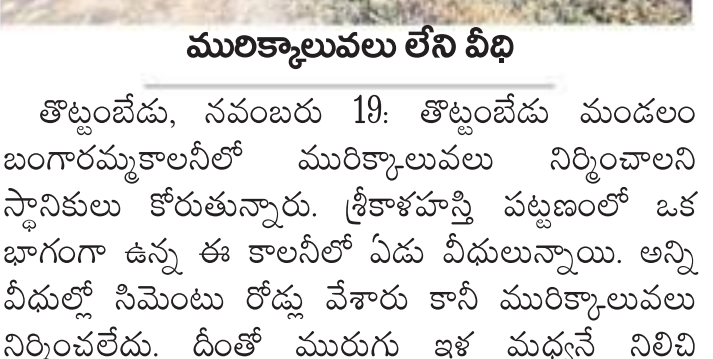 మురిక్కాలువలు లేని వీధి
తొట్టంబేడు, నవంబరు 19: తొట్టంబేడు మండలం
బంగారమ్మకాలనీలో మురిక్కాలువలు నిర్మించాలని
స్థానికులు కోరుతున్నారు. శ్రీకాళహస్తి పట్టణంలో ఒక
భాగంగా ఉన్న ఈ కాలనీలో ఏడు వీధులున్నాయి. అన్ని
వీధుల్లో సిమెంటు రోడ్లు వేశారు కానీ మురిక్కాలువలు
నిర్మించలేదు. దీంతో మురుగు ఇళ్ల మధ్యనే నిలిచి